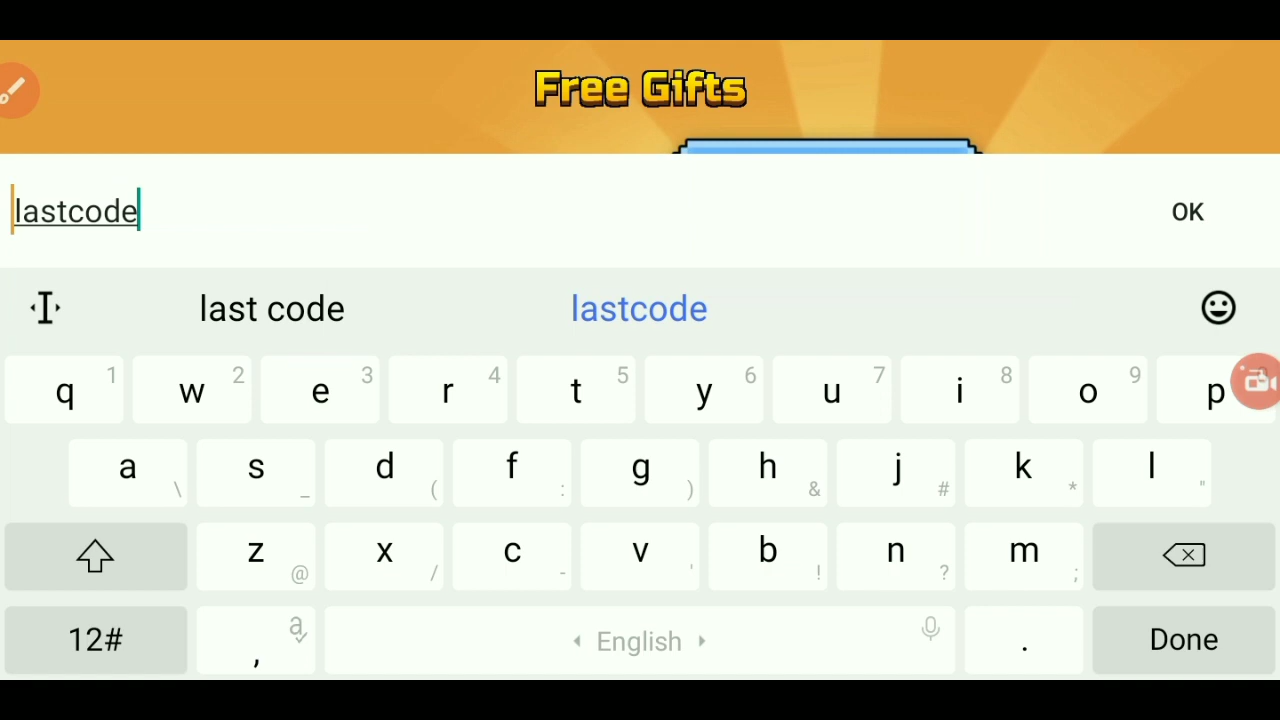 Free Gifts
lastcode
OK
last code
lastcode
q 1 w 2 e 3 r 4 t 5 y 6 u 7 i 8 o 9 p
a \ s _ d ( f : g ) h & j # k * l "
z @ x / c - v ' b ! n ? m ;
12# , a English . Done